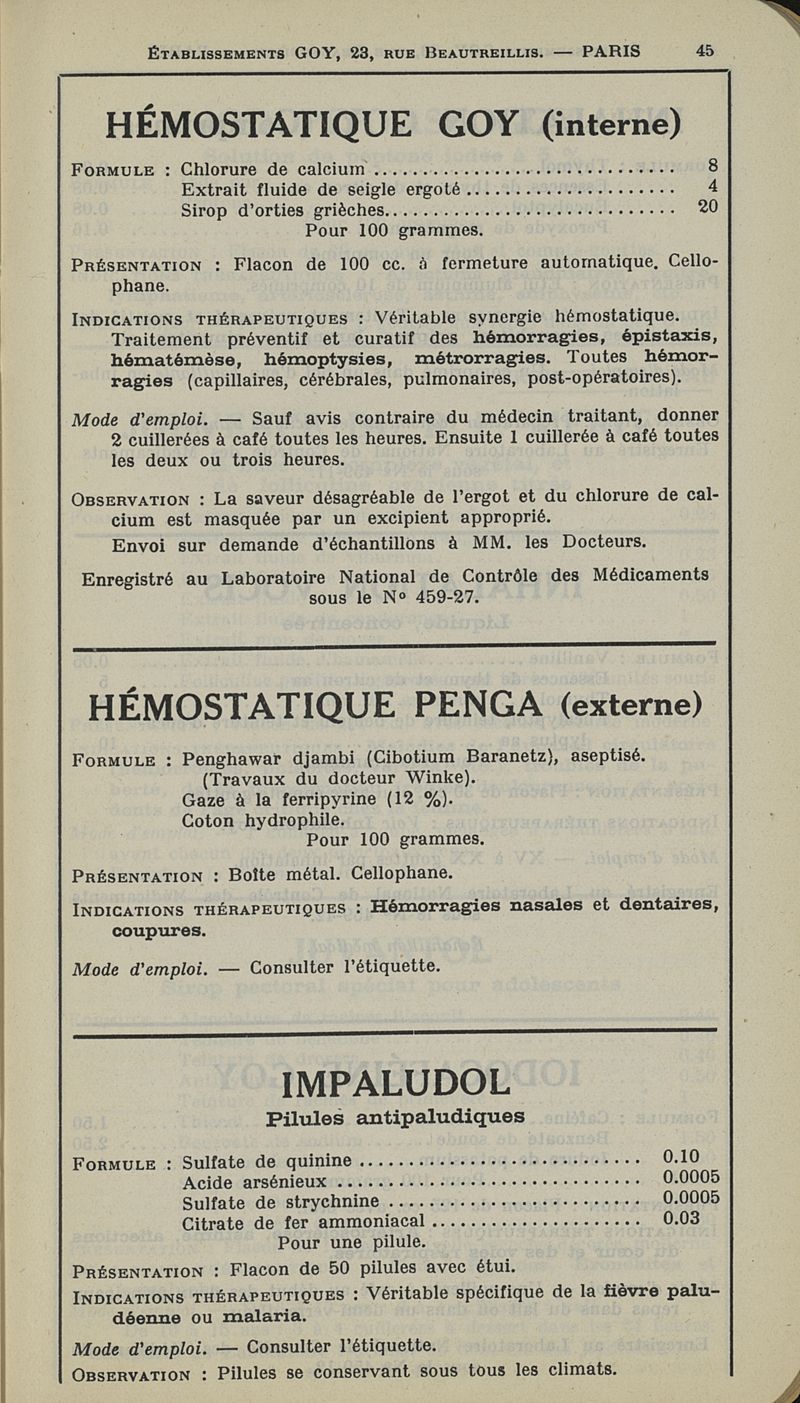 Établissements GOY, 23, rue Beautreillis. — PARIS 45
HÉMOSTATIQUE GOY (interne)
Formule : Chlorure de calcium .............................. 8
Extrait fluide de seigle ergoté ..................... 4
Sirop d'orties grièches.............................. 20
Pour 100 grammes.
Présentation : Flacon de 100 cc. à fermeture automatique. Cello-
phane.
Indications thérapeutiques : Véritable synergie hémostatique.
Traitement préventif et curatif des hémorragies, épistaxis,
hématémèse, hémoptysies, métrorragies. Toutes hémor-
ragies (capillaires, cérébrales, pulmonaires, post-opératoires).
Mode d'emploi. — Sauf avis contraire du médecin traitant, donner
2 cuillerées à café toutes les heures. Ensuite 1 cuillerée à café toutes
les deux ou trois heures.
Observation : La saveur désagréable de l'ergot et du chlorure de cal-
cium est masquée par un excipient approprié.
Envoi sur demande d'échantillons à MM. les Docteurs.
Enregistré au Laboratoire National de Contrôle des Médicaments
sous le N° 459-27.
HÉMOSTATIQUE PENGA (externe)
Formule : Penghawar djambi (Cibotium Baranetz), aseptisé.
(Travaux du docteur Winke).
Gaze à la ferripyrine (12 %).
Coton hydrophile.
Pour 100 grammes.
Présentation : Boîte métal. Cellophane.
Indications thérapeutiques : Hémorragies nasales et dentaires,
coupures.
Mode d'emploi. — Consulter l'étiquette.
IMPALUDOL
Pilules antipaludiques
Formule : Sulfate de quinine ............................ 0.10
Acide arsénieux .............................. 0.0005
Sulfate de strychnine ......................... 0.0005
Citrate de fer ammoniacal ..................... 0.03
Pour une pilule.
Présentation : Flacon de 50 pilules avec étui.
Indications thérapeutiques : Véritable spécifique de la fièvre palu-
déenne ou malaria.
Mode d'emploi. — Consulter l'étiquette.
Observation : Pilules se conservant sous tous les climats.